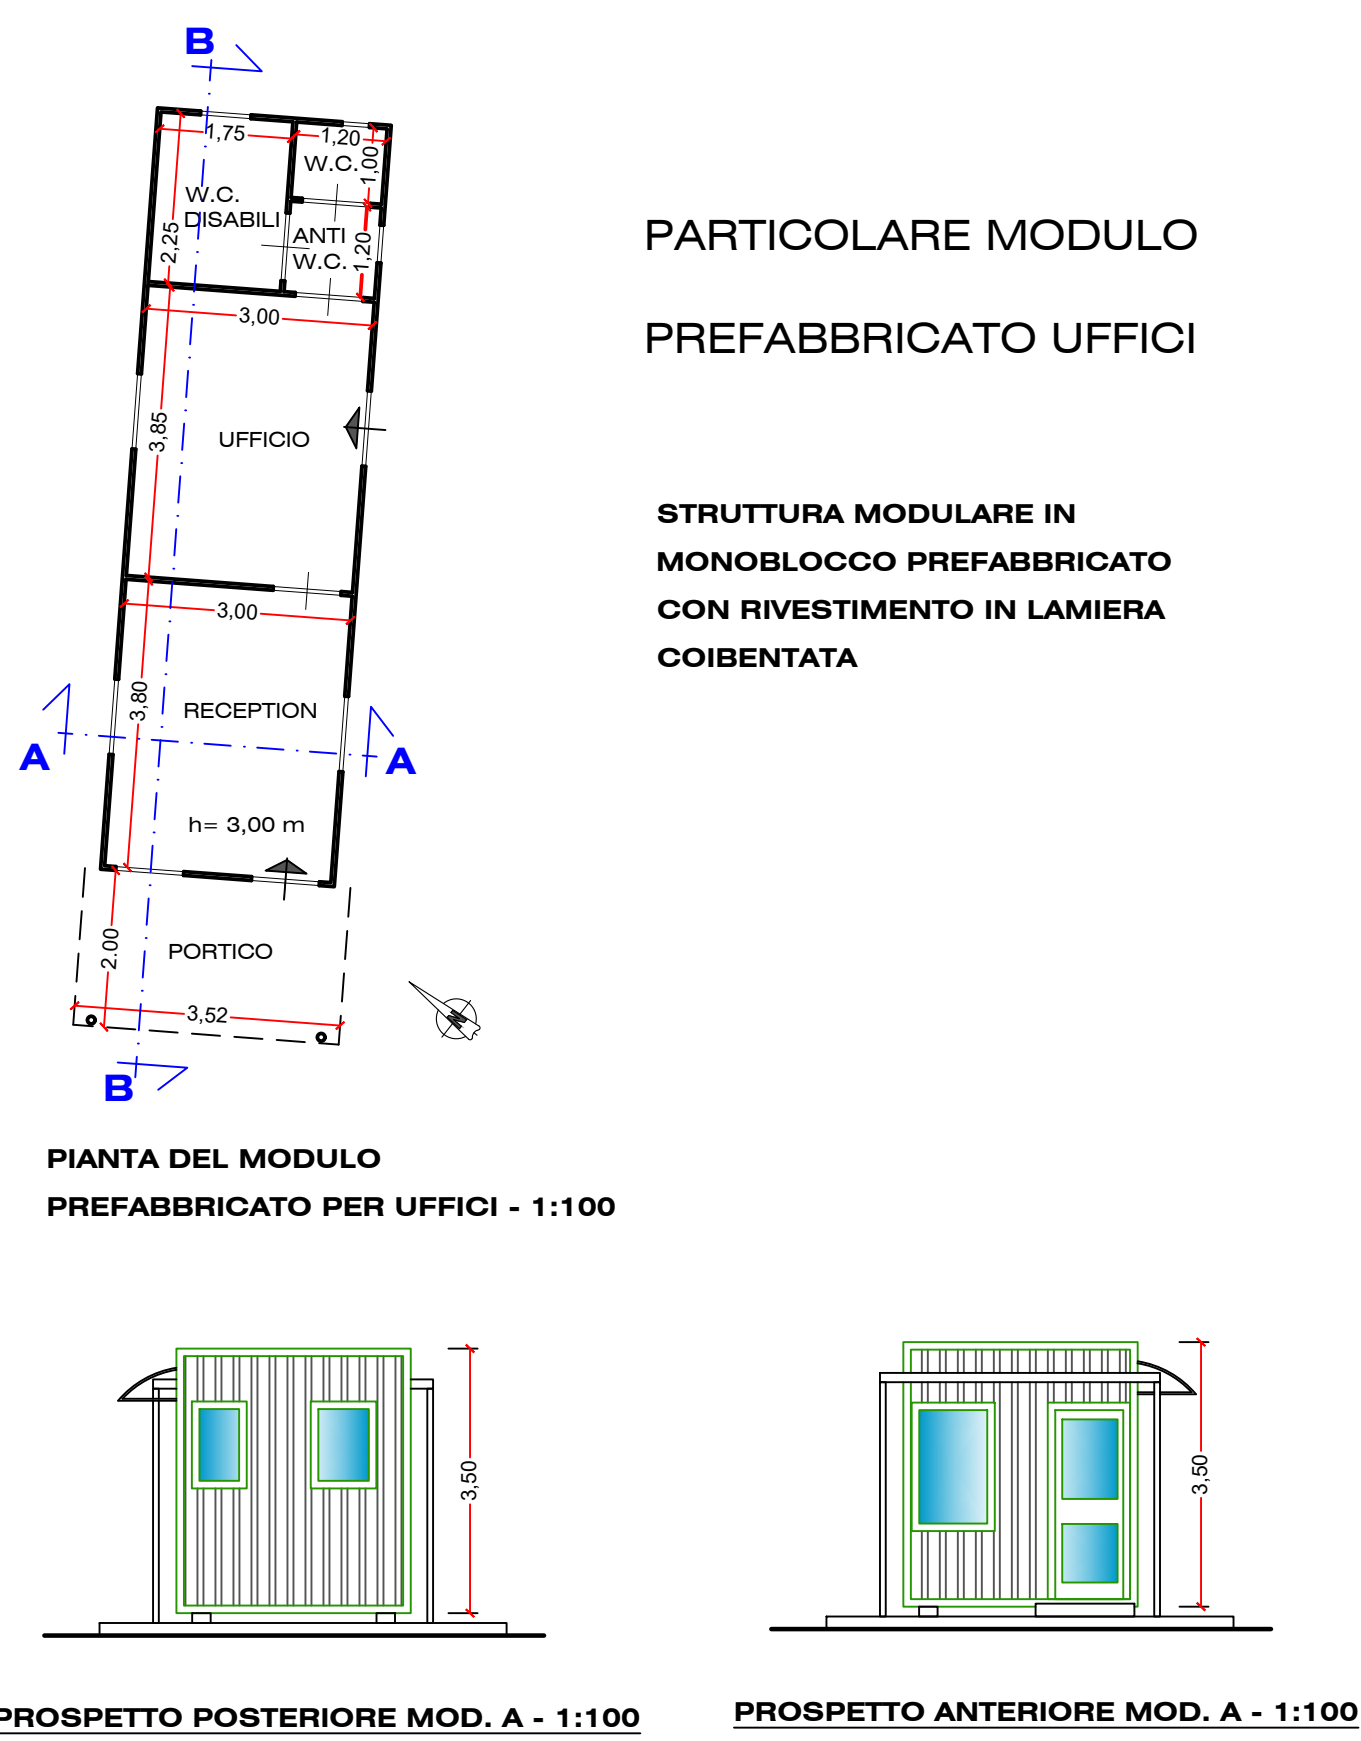 B
1,75
1,20
W.C.
1,00
W.C.
DISABILI
2,25
ANTI
W.C.
1,20
3,00
3,85
UFFICIO
3,00
3,80
RECEPTION
A
A
h= 3,00 m
2.00
PORTICO
3,52
N
B
PARTICOLARE MODULO
PREFABBRICATO UFFICI
STRUTTURA MODULARE IN
MONOBLOCCO PREFABBRICATO
CON RIVESTIMENTO IN LAMIERA
COIBENTATA
PIANTA DEL MODULO
PREFABBRICATO PER UFFICI - 1:100
3,50
3,50
PROSPETTO POSTERIORE MOD. A - 1:100
PROSPETTO ANTERIORE MOD. A - 1:100